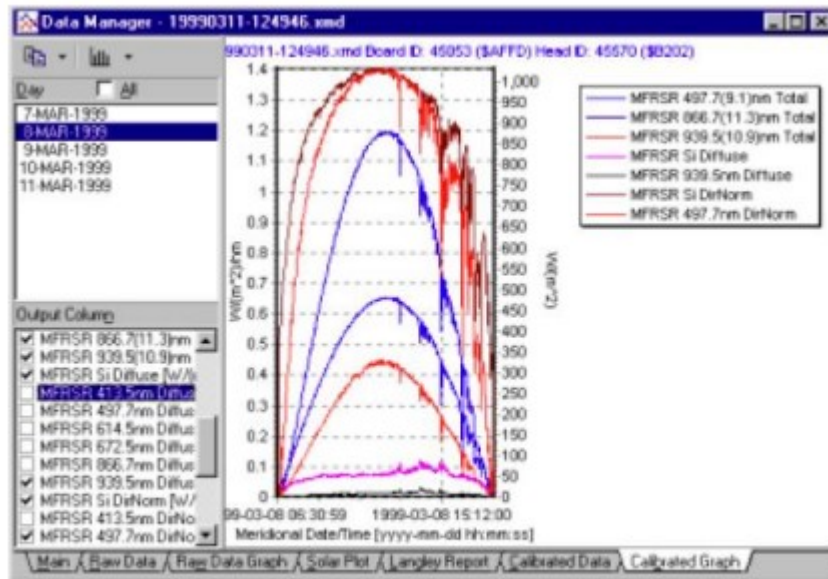 Data Manager - 19990311-124946.xmd
990311-124946.xmd Board ID: 45053 ($AFFD) Head ID: 45570 ($B202)
Day
All
7-MAR-1999
8-MAR-1999
9-MAR-1999
10-MAR-1999
11-MAR-1999
Output Column
MFRSR 866.7(11.3)nm
MFRSR 939.5(10.9)nm
MFRSR Si Diffuse [W/(
MFRSR 413.5nm Diffus
MFRSR 497.7nm Diffus
MFRSR 614.5nm Diffus
MFRSR 672.5nm Diffus
MFRSR 866.7nm Diffus
MFRSR 939.5nm Diffus
MFRSR Si DirNorm [W/
MFRSR 413.5nm DirNo
MFRSR 497.7nm DirNo
W/(m^2)/nm
1.4
1.3
1.2
1.1
1
0.9
0.8
0.7
0.6
0.5
0.4
0.3
0.2
0.1
0
1,000
950
900
850
800
750
700
650
600
550
500
450
400
350
300
250
200
150
100
50
0
W/(m^2)
99-03-08 06:30:59
1999-03-08 15:12:00
Meridional Date/Time [yyyy-mm-dd hh:mm:ss]
MFRSR 497.7(9.1)nm Total
MFRSR 866.7(11.3)nm Total
MFRSR 939.5(10.9)nm Total
MFRSR Si Diffuse
MFRSR 939.5nm Diffuse
MFRSR Si DirNorm
MFRSR 497.7nm DirNorm
Main
Raw Data
Raw Data Graph
Solar Plot
Langley Report
Calibrated Data
Calibrated Graph